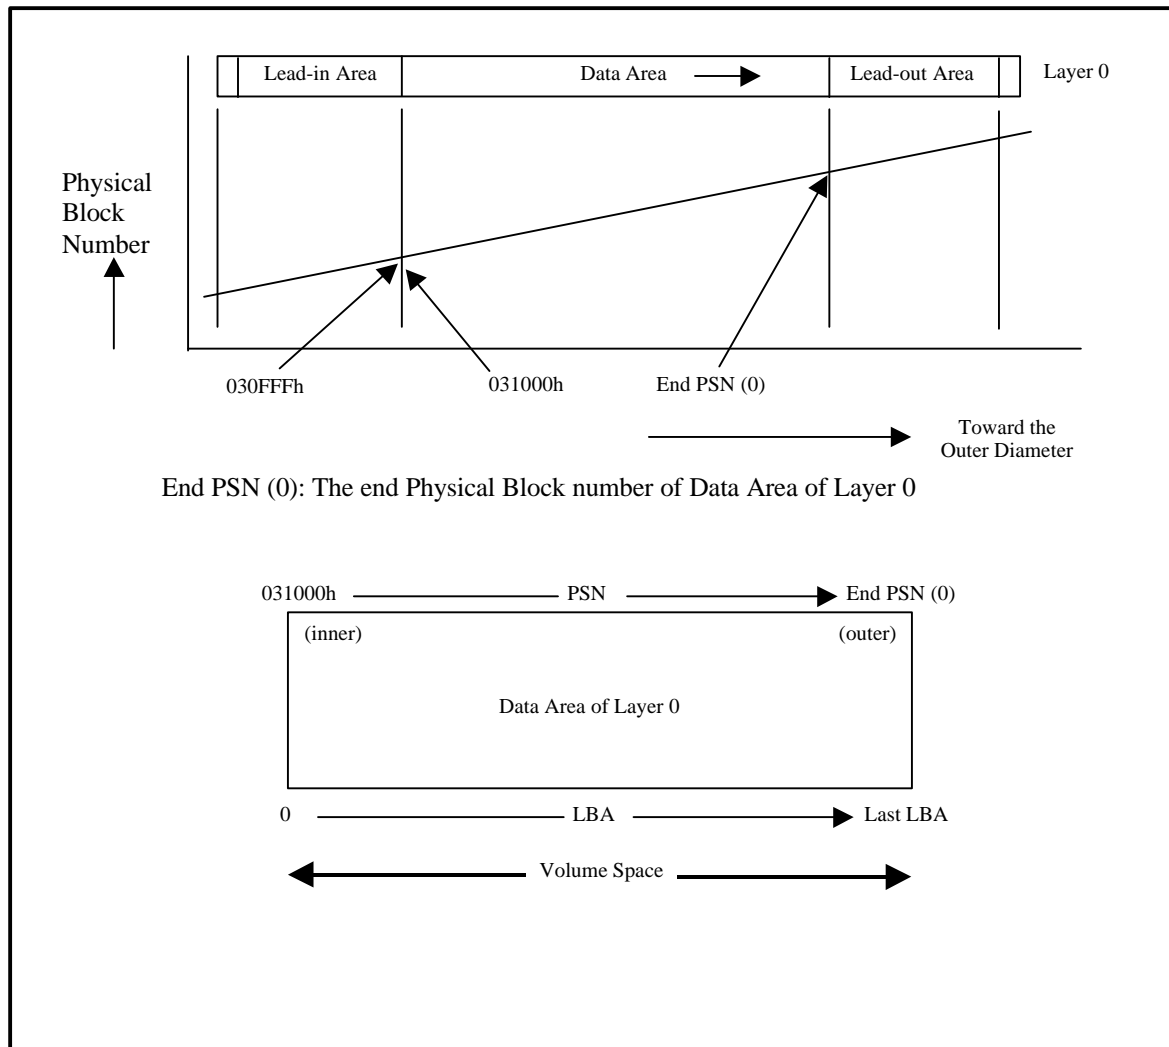 Lead-in Area
Data Area
Lead-out Area
Layer 0
Physical
Block
Number
030FFFh
031000h
End PSN (0)
Toward the
Outer Diameter
End PSN (0): The end Physical Block number of Data Area of Layer 0
031000h
PSN
End PSN (0)
(inner)
(outer)
Data Area of Layer 0
0
LBA
Last LBA
Volume Space